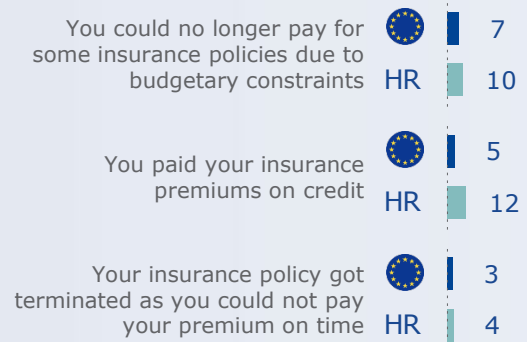 You could no longer pay for
some insurance policies due to
budgetary constraints
7
HR 10
You paid your insurance
premiums on credit
5
HR 12
Your insurance policy got
terminated as you could not pay
your premium on time
3
HR 4